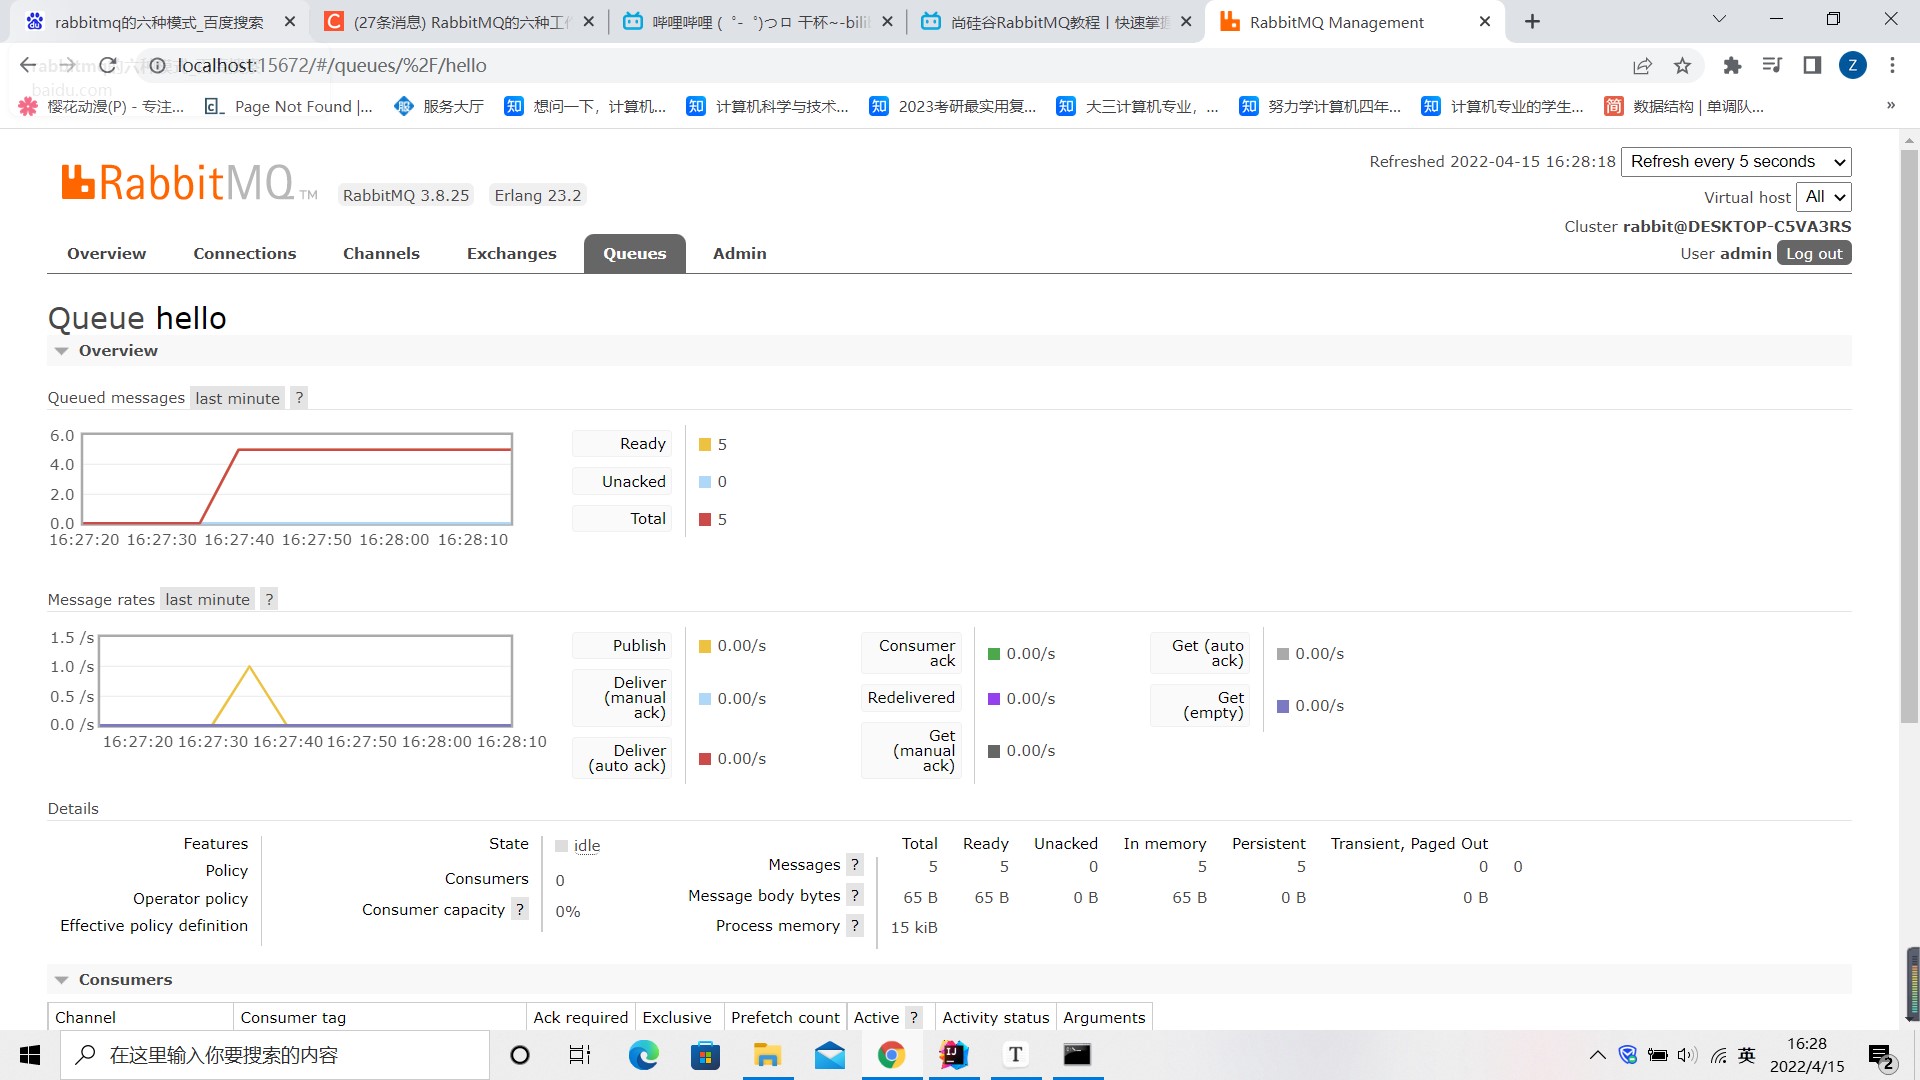 rabbitmq的六种模式_百度搜索
(27条消息) RabbitMQ的六种工
哔哩哔哩 ( ゜- ゜)つロ 干杯~-bili
尚硅谷RabbitMQ教程丨快速掌握
RabbitMQ Management
localhost:15672/#/queues/%2F/hello
Z
baidu.com
樱花动漫(P) - 专注...
Page Not Found |...
服务大厅
知 想问一下，计算机...
知 计算机科学与技术...
知 2023考研最实用复...
知 大三计算机专业，...
知 努力学计算机四年...
知 计算机专业的学生...
简 数据结构 | 单调队...
»
RabbitMQ TM
RabbitMQ 3.8.25
Erlang 23.2
Refreshed 2022-04-15 16:28:18 Refresh every 5 seconds
Virtual host All
Cluster rabbit@DESKTOP-C5VA3RS
User admin Log out
Overview Connections Channels Exchanges Queues Admin
Queue hello
Overview
Queued messages last minute ?
6.0
4.0
2.0
0.0
16:27:20 16:27:30 16:27:40 16:27:50 16:28:00 16:28:10
Ready 5
Unacked 0
Total 5
Message rates last minute ?
1.5 /s
1.0 /s
0.5 /s
0.0 /s
16:27:20 16:27:30 16:27:40 16:27:50 16:28:00 16:28:10
Publish 0.00/s
Deliver (manual ack) 0.00/s
Deliver (auto ack) 0.00/s
Consumer ack 0.00/s
Redelivered 0.00/s
Get (manual ack) 0.00/s
Get (auto ack) 0.00/s
Get (empty) 0.00/s
Details
Features
Policy
Operator policy
Effective policy definition
State idle
Consumers 0
Consumer capacity ? 0%
Total Ready Unacked In memory Persistent Transient, Paged Out
Messages ? 5 5 0 5 5 0 0
Message body bytes ? 65 B 65 B 0 B 65 B 0 B 0 B
Process memory ? 15 kiB
Consumers
Channel Consumer tag Ack required Exclusive Prefetch count Active ? Activity status Arguments
在这里输入你要搜索的内容
T
英
16:28
2022/4/15
2